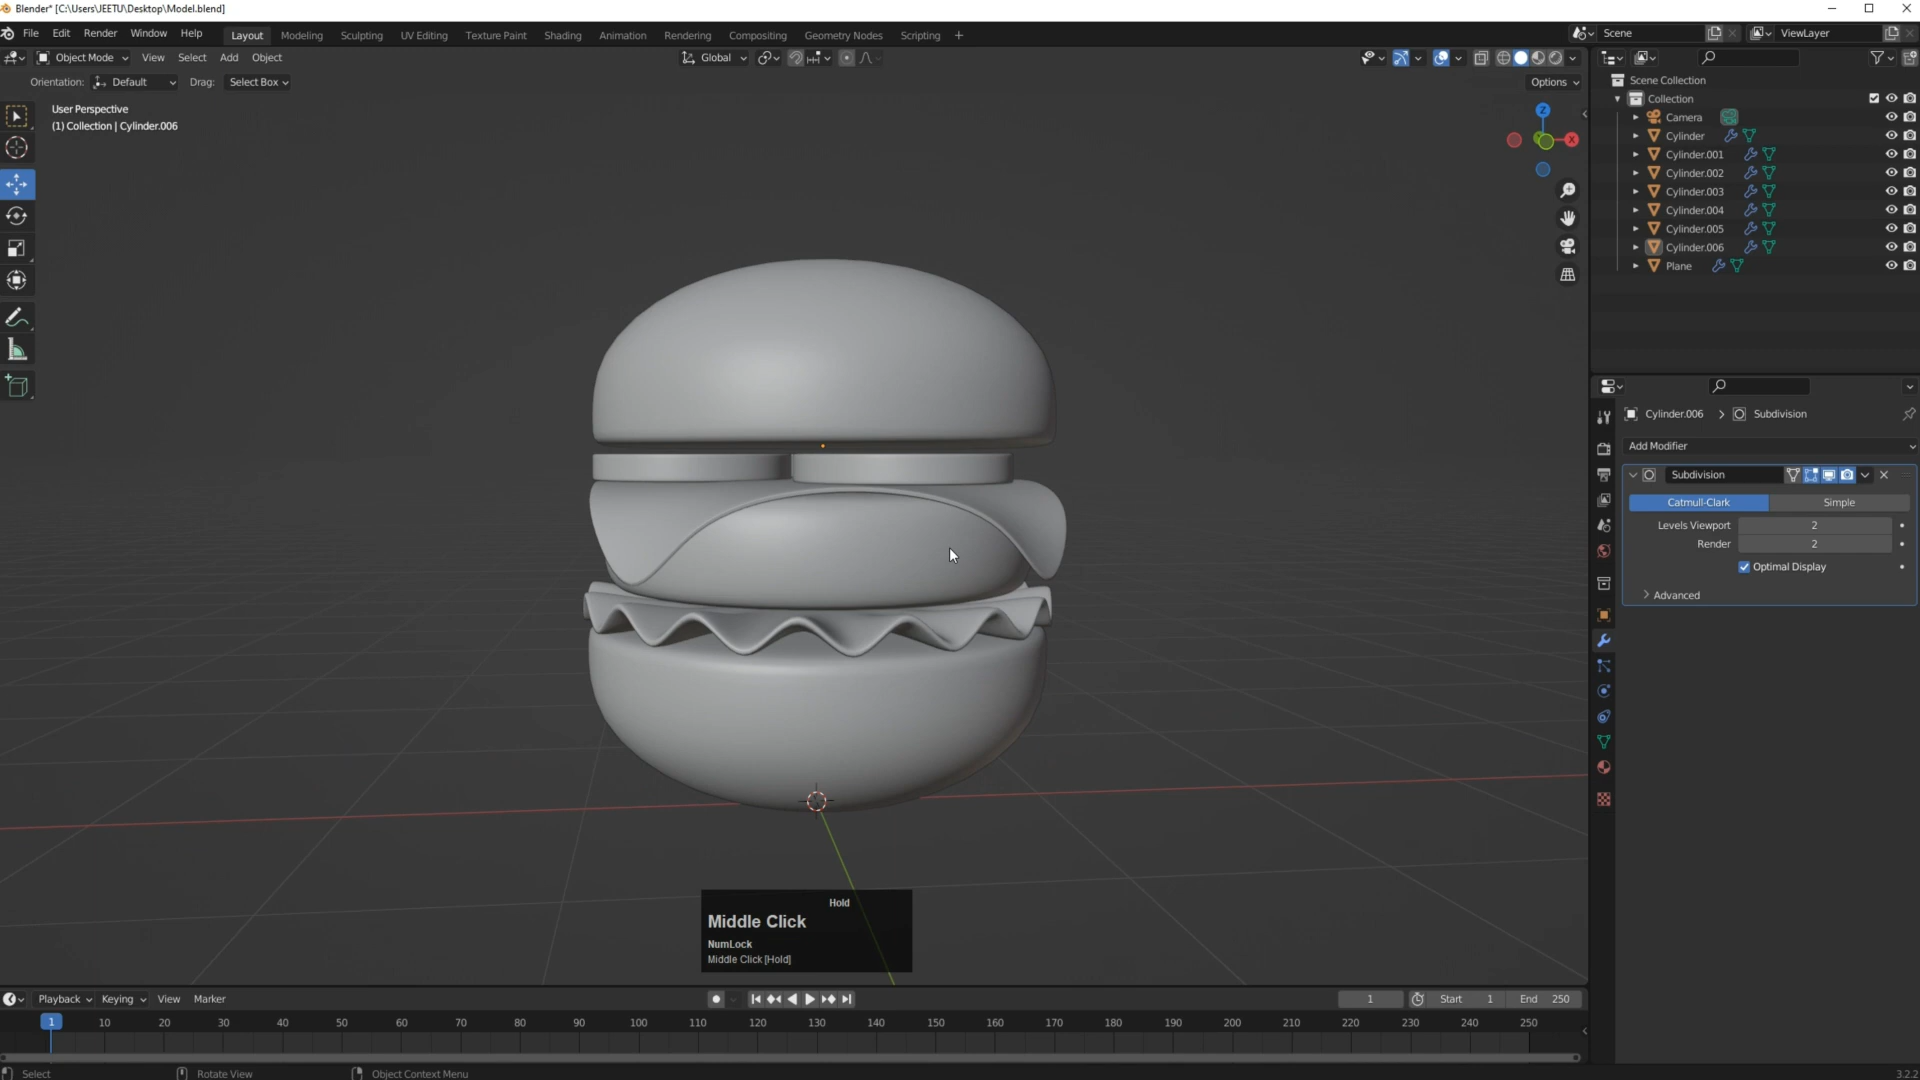 Blender* [C:\Users\JEETU\Desktop\Model.blend]
File Edit Render Window Help Layout Modeling Sculpting UV Editing Texture Paint Shading Animation Rendering Compositing Geometry Nodes Scripting + Scene ViewLayer
Object Mode View Select Add Object Global
Orientation: Default Drag: Select Box Options
User Perspective
(1) Collection | Cylinder.006
Z
X
Scene Collection
Collection
Camera
Cylinder
Cylinder.001
Cylinder.002
Cylinder.003
Cylinder.004
Cylinder.005
Cylinder.006
Plane
Cylinder.006 > Subdivision
Add Modifier
Subdivision
Catmull-Clark Simple
Levels Viewport 2
Render 2
Optimal Display
Advanced
Hold
Middle Click
NumLock
Middle Click [Hold]
Playback Keying View Marker 1 Start 1 End 250
1 10 20 30 40 50 60 70 80 90 100 110 120 130 140 150 160 170 180 190 200 210 220 230 240 250
Select Rotate View Object Context Menu 3.2.2